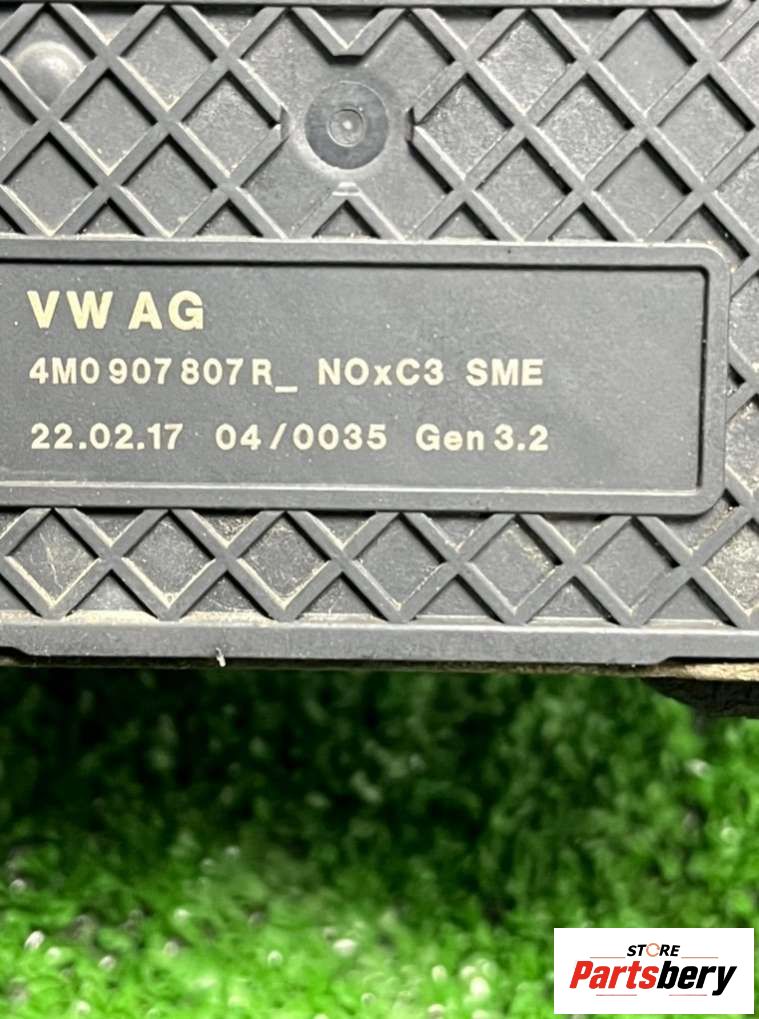 VW AG
4M0 907 807 R_ NOxC3 SME
22.02.17 04/0035 Gen 3.2
STORE
Partsbery